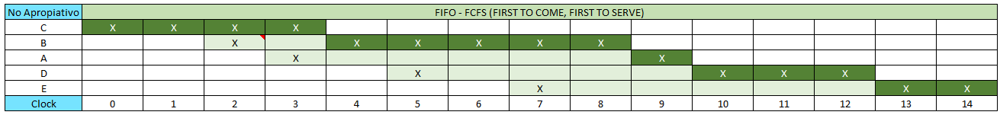 No Apropiativo FIFO - FCFS (FIRST TO COME, FIRST TO SERVE)
C X X X X
B X X X X X X
A X X
D X X X X
E X X X
Clock 0 1 2 3 4 5 6 7 8 9 10 11 12 13 14